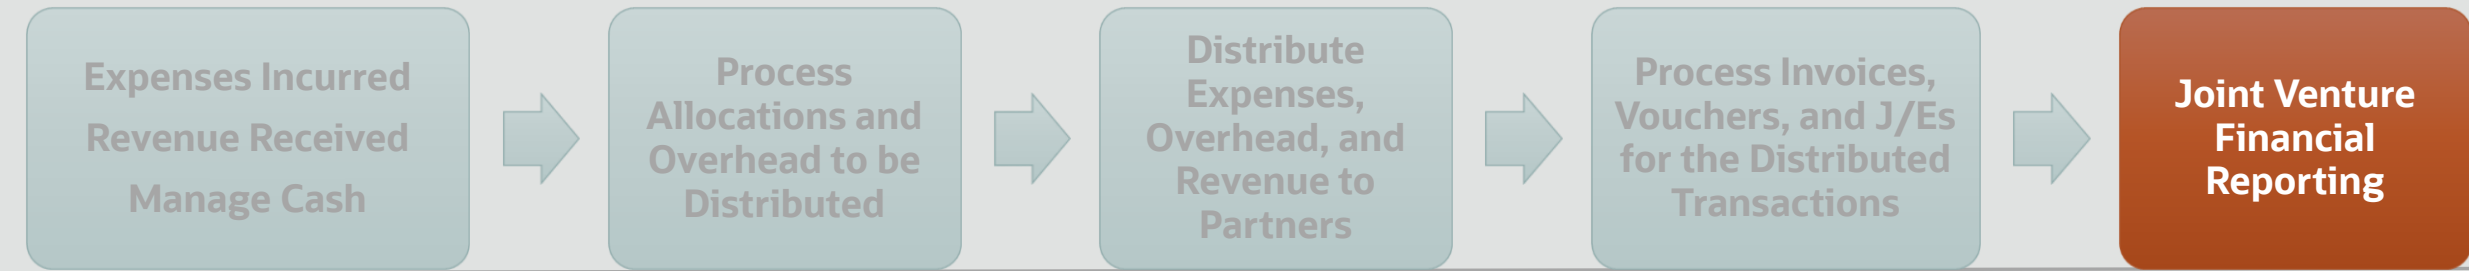 Expenses Incurred
Revenue Received
Manage Cash
Process
Allocations and
Overhead to be
Distributed
Distribute
Expenses,
Overhead, and
Revenue to
Partners
Process Invoices,
Vouchers, and J/Es
for the Distributed
Transactions
Joint Venture
Financial
Reporting